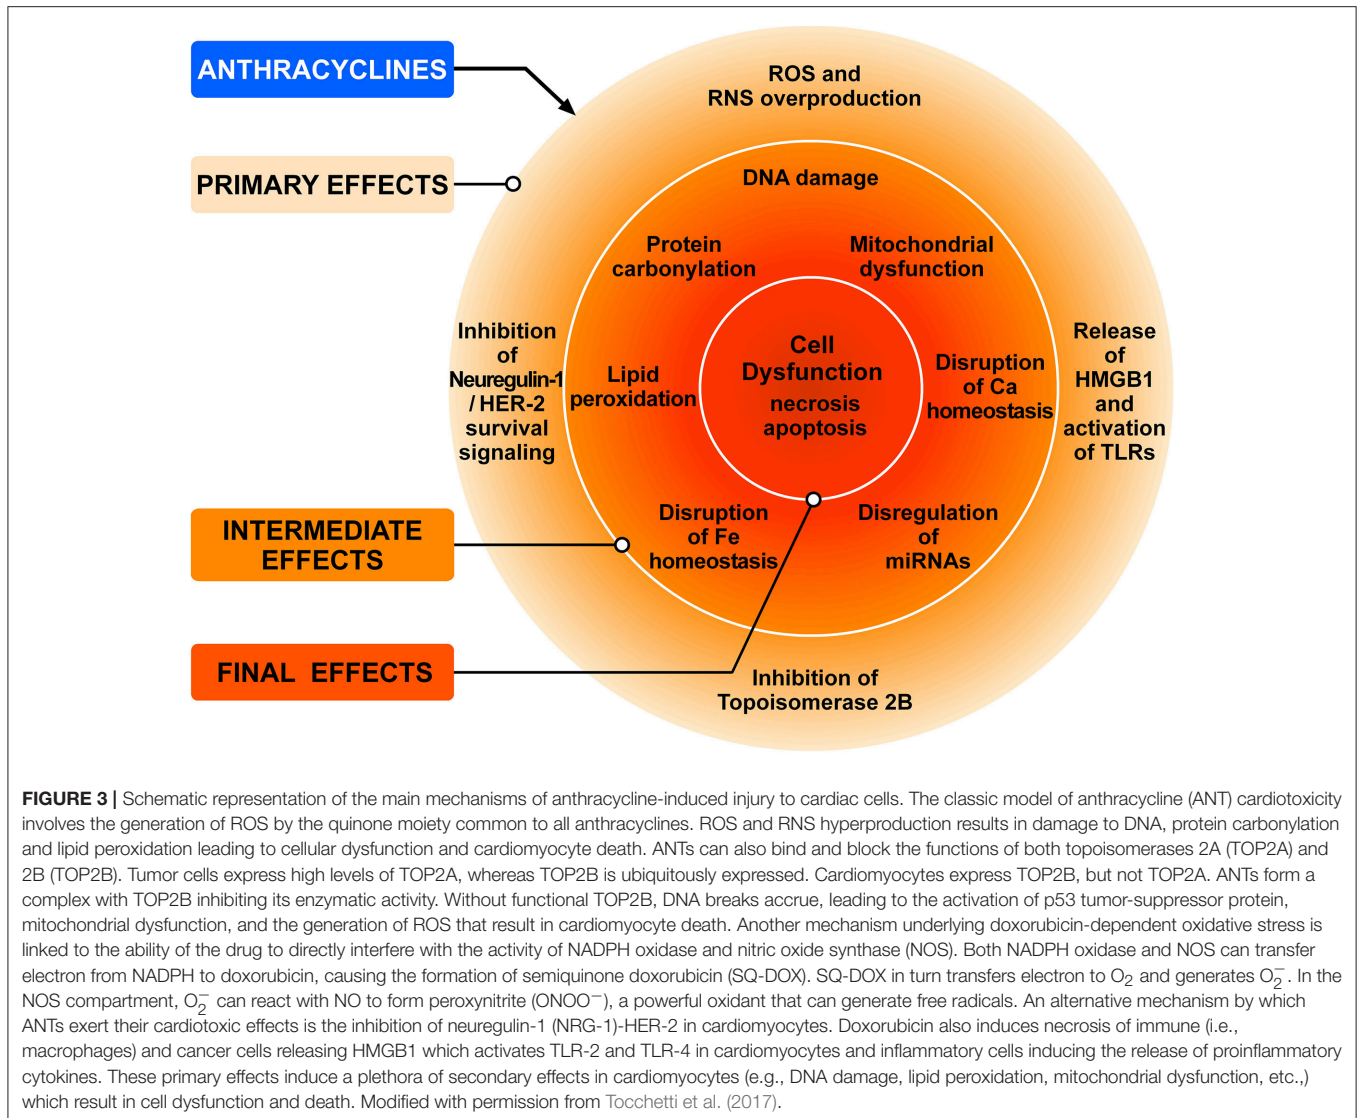 ANTHRACYCLINES
PRIMARY EFFECTS
INTERMEDIATE
EFFECTS
FINAL EFFECTS
ROS and
RNS overproduction
DNA damage
Protein
carbonylation
Mitochondrial
dysfunction
Inhibition
of
Neuregulin-1
/ HER-2
survival
signaling
Lipid
peroxidation
Cell
Dysfunction
necrosis
apoptosis
Disruption
of Ca
homeostasis
Release
of
HMGB1
and
activation
of TLRs
Disruption
of Fe
homeostasis
Disregulation
of
miRNAs
Inhibition of
Topoisomerase 2B
FIGURE 3 | Schematic representation of the main mechanisms of anthracycline-induced injury to cardiac cells. The classic model of anthracycline (ANT) cardiotoxicity
involves the generation of ROS by the quinone moiety common to all anthracyclines. ROS and RNS hyperproduction results in damage to DNA, protein carbonylation
and lipid peroxidation leading to cellular dysfunction and cardiomyocyte death. ANTs can also bind and block the functions of both topoisomerases 2A (TOP2A) and
2B (TOP2B). Tumor cells express high levels of TOP2A, whereas TOP2B is ubiquitously expressed. Cardiomyocytes express TOP2B, but not TOP2A. ANTs form a
complex with TOP2B inhibiting its enzymatic activity. Without functional TOP2B, DNA breaks accrue, leading to the activation of p53 tumor-suppressor protein,
mitochondrial dysfunction, and the generation of ROS that result in cardiomyocyte death. Another mechanism underlying doxorubicin-dependent oxidative stress is
linked to the ability of the drug to directly interfere with the activity of NADPH oxidase and nitric oxide synthase (NOS). Both NADPH oxidase and NOS can transfer
electron from NADPH to doxorubicin, causing the formation of semiquinone doxorubicin (SQ-DOX). SQ-DOX in turn transfers electron to O₂ and generates O₂⁻. In the
NOS compartment, O₂⁻ can react with NO to form peroxynitrite (ONOO⁻), a powerful oxidant that can generate free radicals. An alternative mechanism by which
ANTs exert their cardiotoxic effects is the inhibition of neuregulin-1 (NRG-1)-HER-2 in cardiomyocytes. Doxorubicin also induces necrosis of immune (i.e.,
macrophages) and cancer cells releasing HMGB1 which activates TLR-2 and TLR-4 in cardiomyocytes and inflammatory cells inducing the release of proinflammatory
cytokines. These primary effects induce a plethora of secondary effects in cardiomyocytes (e.g., DNA damage, lipid peroxidation, mitochondrial dysfunction, etc.,)
which result in cell dysfunction and death. Modified with permission from Tocchetti et al. (2017).